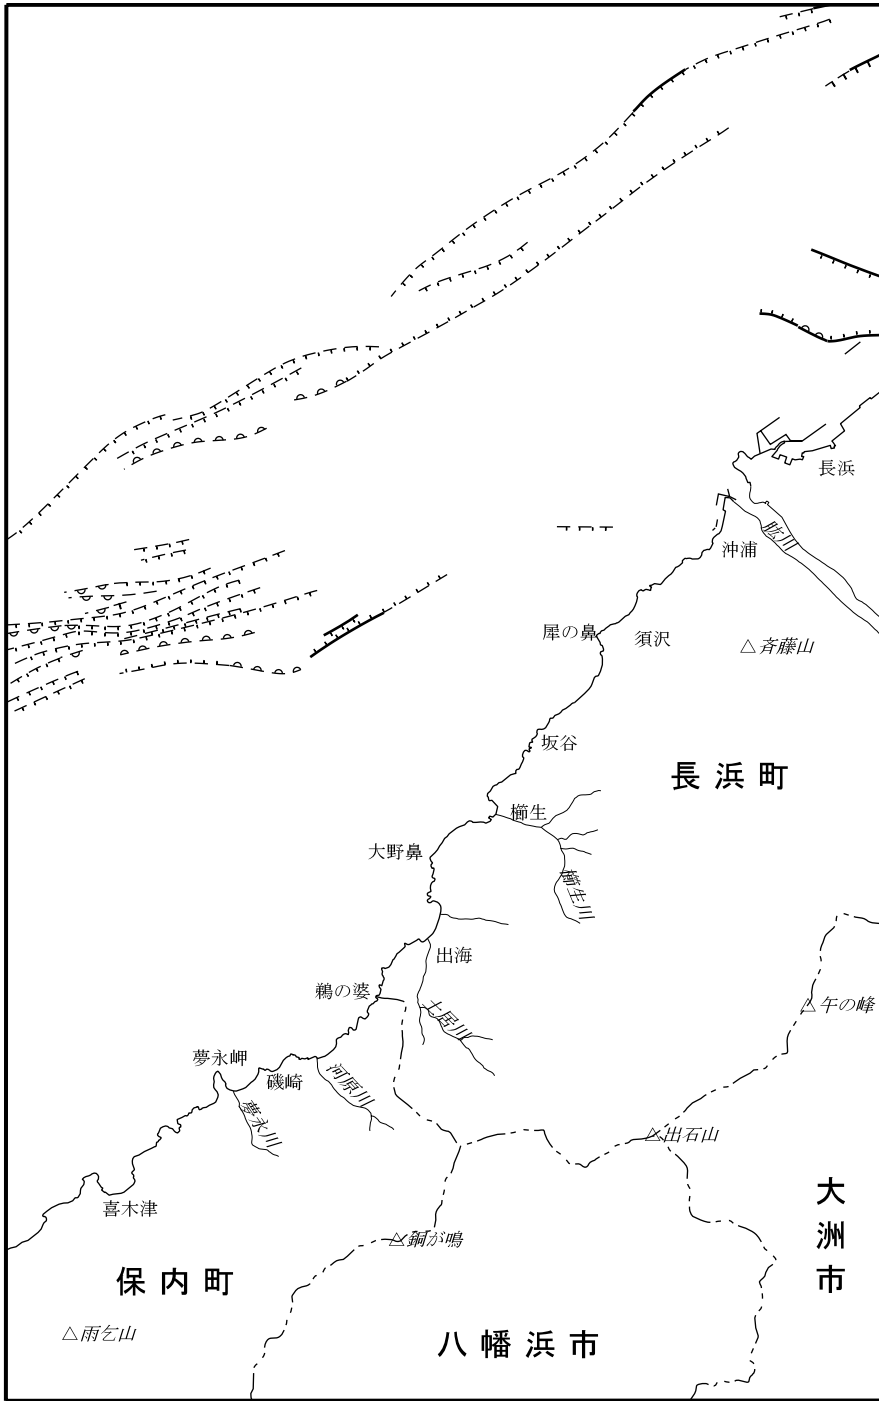 長浜
肱川
沖浦
犀の鼻
須沢
△斉藤山
坂谷
長浜町
櫛生
大野鼻
櫛生川
出海
鵜の婆
△午の峰
土居川
夢永岬
磯崎
河原川
夢永川
△出石山
喜木津
大洲市
△銅が鳴
保内町
△雨乞山
八幡浜市